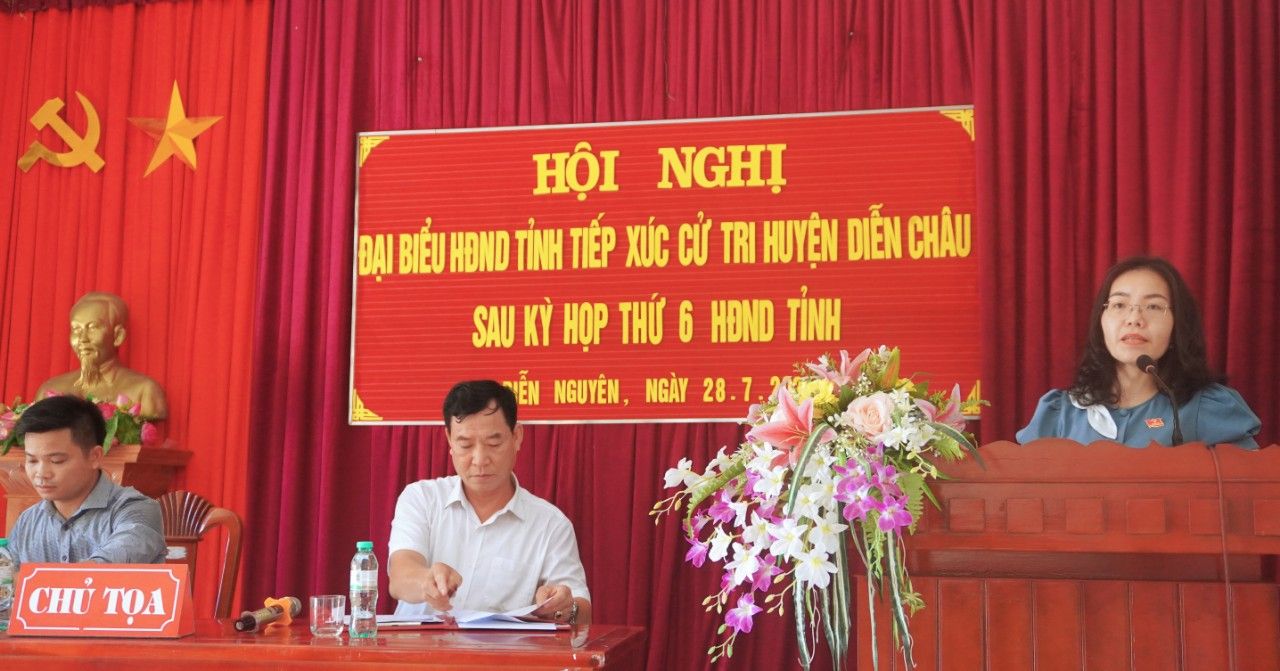 HỘI NGHỊ
ĐẠI BIỂU HĐND TỈNH TIẾP XÚC CỬ TRI HUYỆN DIỄN CHÂU
SAU KỲ HỌP THỨ 6 HĐND TỈNH
DIỄN NGUYÊN, NGÀY 28.7.
CHỦ TỌA